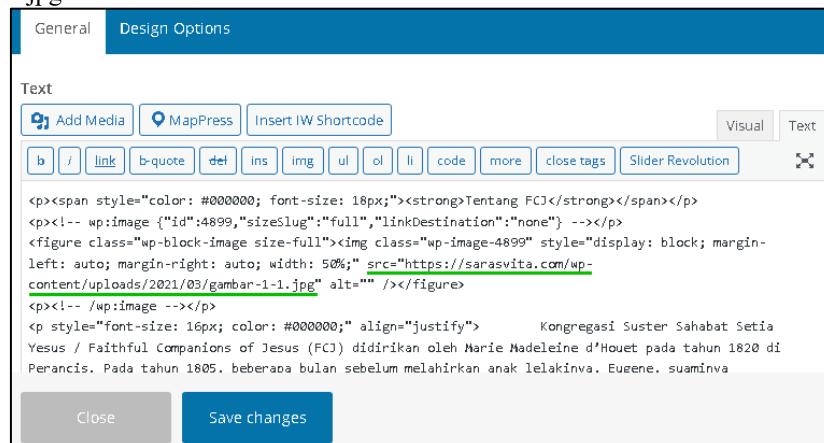 jpg
General Design Options
Text
Add Media MapPress Insert IW Shortcode
Visual Text
b i link b-quote del ins img ul ol li code more close tags Slider Revolution
<p><span style="color: #000000; font-size: 18px;"><strong>Tentang FCJ</strong></span></p>
<p><!-- wp:image {"id":4899,"sizeSlug":"full","linkDestination":"none"} --></p>
<figure class="wp-block-image size-full"><img class="wp-image-4899" style="display: block; margin-
left: auto; margin-right: auto; width: 50%;" src="https://sarasvita.com/wp-
content/uploads/2021/03/gambar-1-1.jpg" alt="" /></figure>
<p><!-- /wp:image --></p>
<p style="font-size: 16px; color: #000000;" align="justify"> Kongregasi Suster Sahabat Setia
Yesus / Faithful Companions of Jesus (FCJ) didirikan oleh Marie Madeleine d'Houet pada tahun 1820 di
Perancis. Pada tahun 1805, beberapa bulan sebelum melahirkan anak lelakinya, Eugene, suaminya
Close Save changes